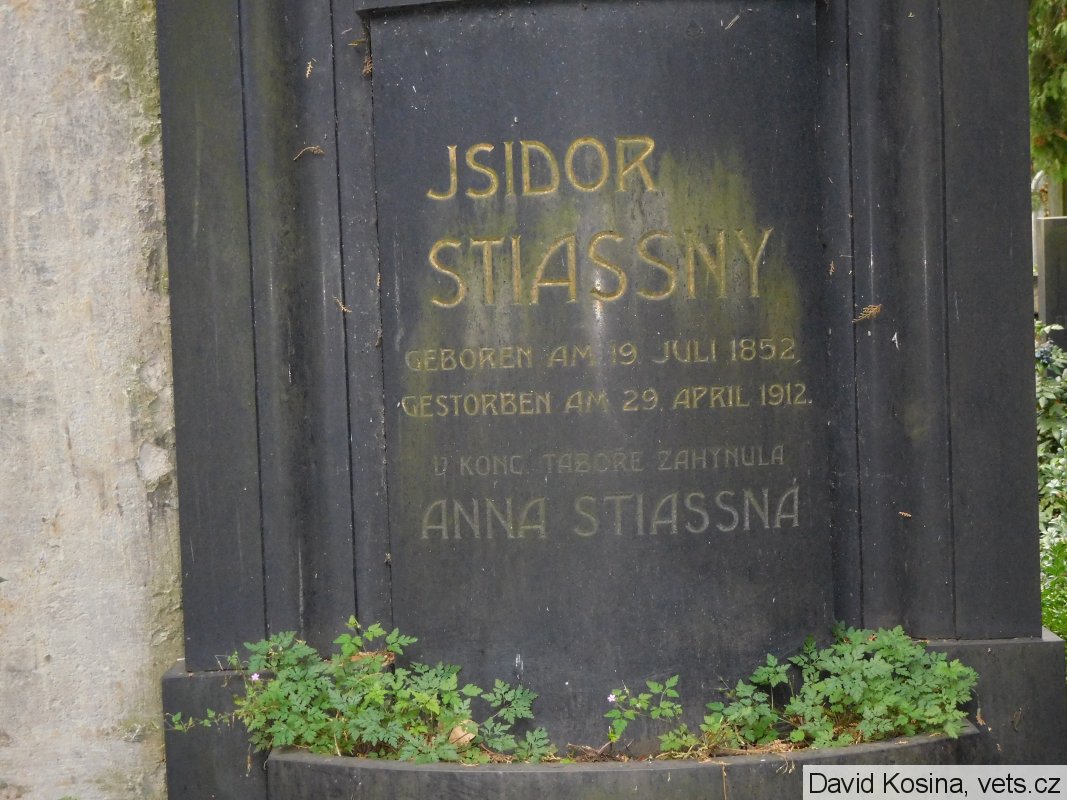 JSIDOR
STIASSNY
GEBOREN AM 19. JULI 1852,
GESTORBEN AM 29. APRIL 1912.
V KONC. TÁBOŘE ZAHYNULA
ANNA STIASSNÁ
David Kosina, vets.cz